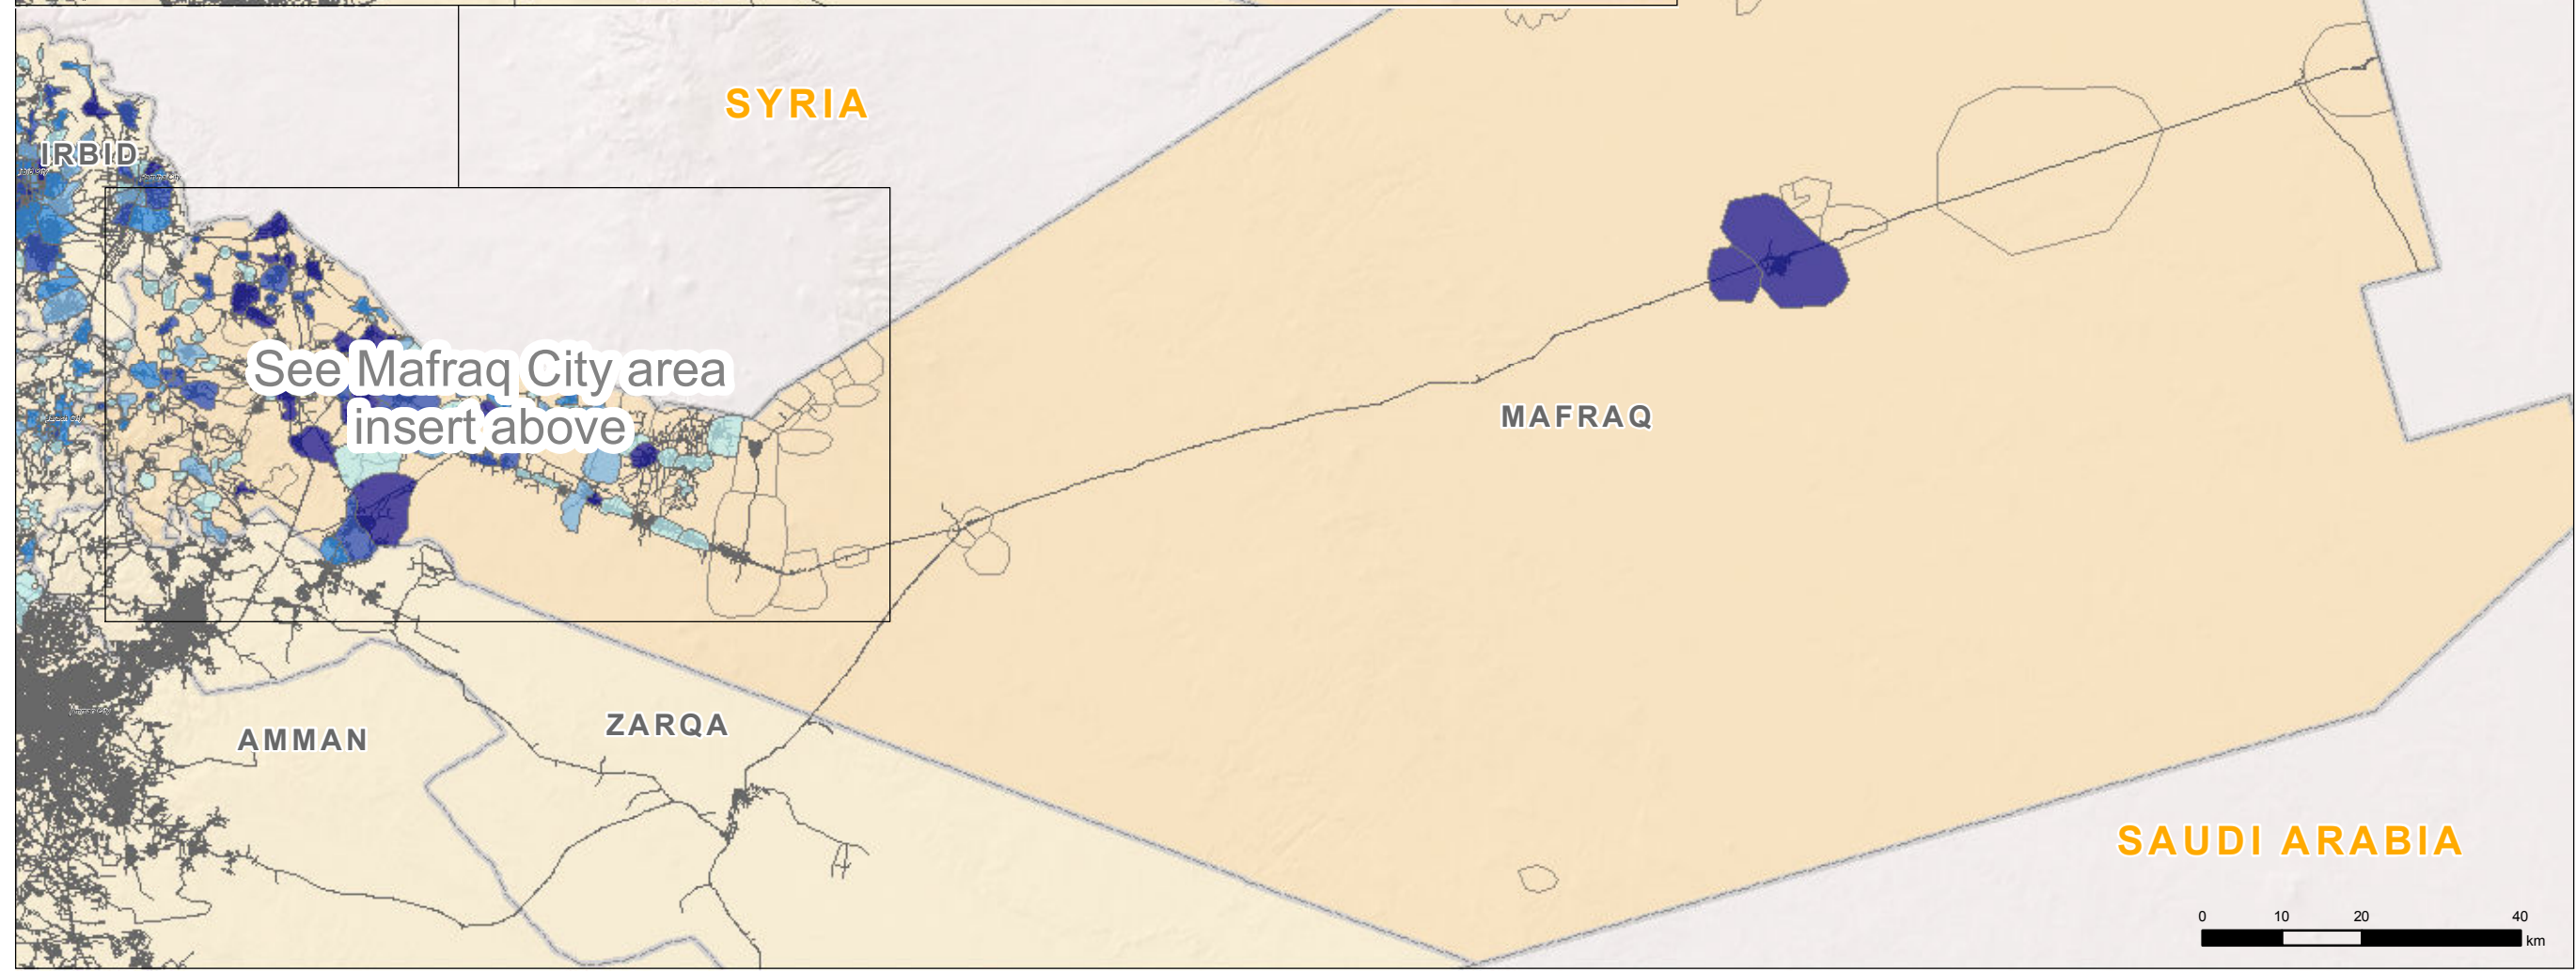 SYRIA
IRBID
See Mafraq City area
insert above
MAFRAQ
ZARQA
AMMAN
SAUDI ARABIA
0 10 20 40
km